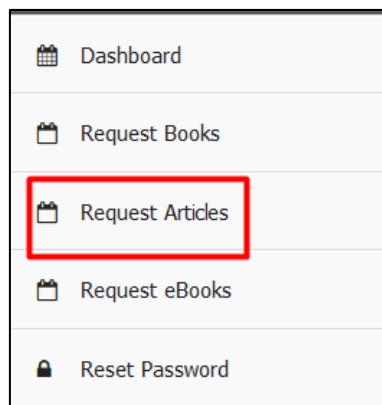 Dashboard
Request Books
Request Articles
Request eBooks
Reset Password